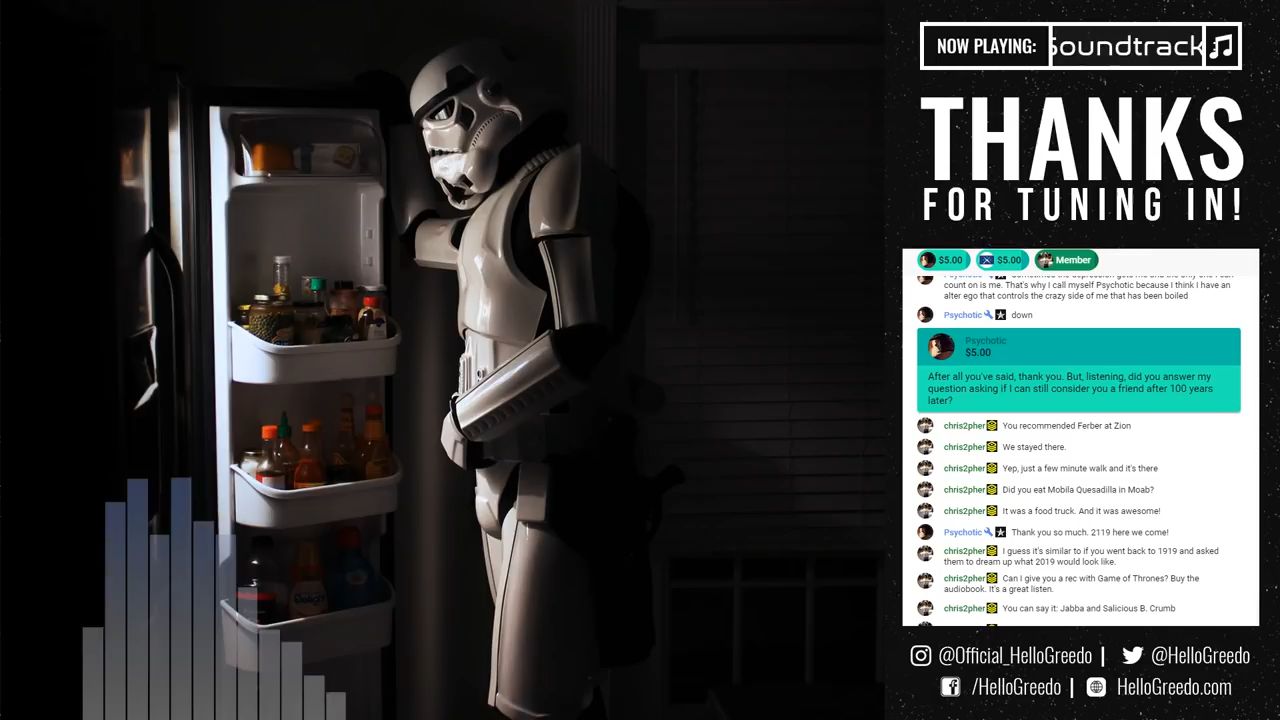 NOW PLAYING:
Soundtrack
THANKS
FOR TUNING IN!
$5.00
$5.00
Member
Psychotic
count on is me. That's why I call myself Psychotic because I think I have an
alter ego that controls the crazy side of me that has been boiled
Psychotic down
Psychotic
$5.00
After all you've said, thank you. But, listening, did you answer my
question asking if I can still consider you a friend after 100 years
later?
chris2pher You recommended Ferber at Zion
chris2pher We stayed there.
chris2pher Yep, just a few minute walk and it's there
chris2pher Did you eat Mobila Quesadilla in Moab?
chris2pher It was a food truck. And it was awesome!
Psychotic Thank you so much. 2119 here we come!
chris2pher I guess it's similar to if you went back to 1919 and asked
them to dream up what 2019 would look like.
chris2pher Can I give you a rec with Game of Thrones? Buy the
audiobook. It's a great listen.
chris2pher You can say it: Jabba and Salicious B. Crumb
@Official_HelloGreedo | @HelloGreedo
/HelloGreedo | HelloGreedo.com
Delight